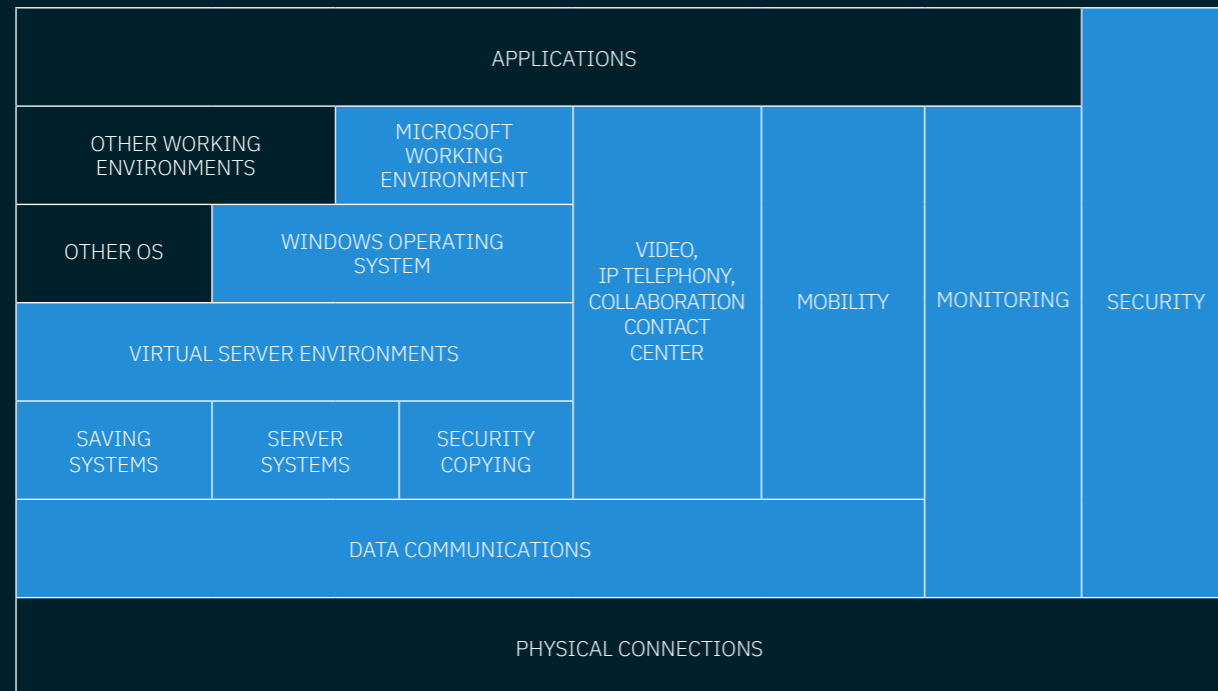 APPLICATIONS
OTHER WORKING
ENVIRONMENTS
MICROSOFT
WORKING
ENVIRONMENT
OTHER OS
WINDOWS OPERATING
SYSTEM
VIDEO,
IP TELEPHONY,
COLLABORATION
CONTACT
CENTER
MOBILITY
MONITORING
SECURITY
VIRTUAL SERVER ENVIRONMENTS
SAVING
SYSTEMS
SERVER
SYSTEMS
SECURITY
COPYING
DATA COMMUNICATIONS
PHYSICAL CONNECTIONS